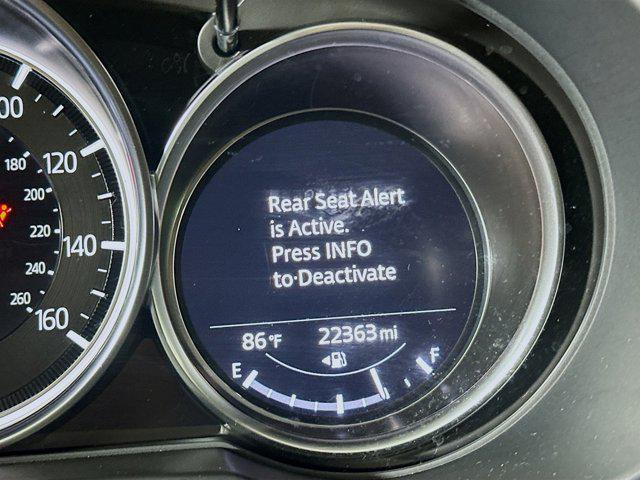 Rear Seat Alert
is Active.
Press INFO
to Deactivate
86°F 22363 mi
E F
120
140
160
180
200
220
240
260